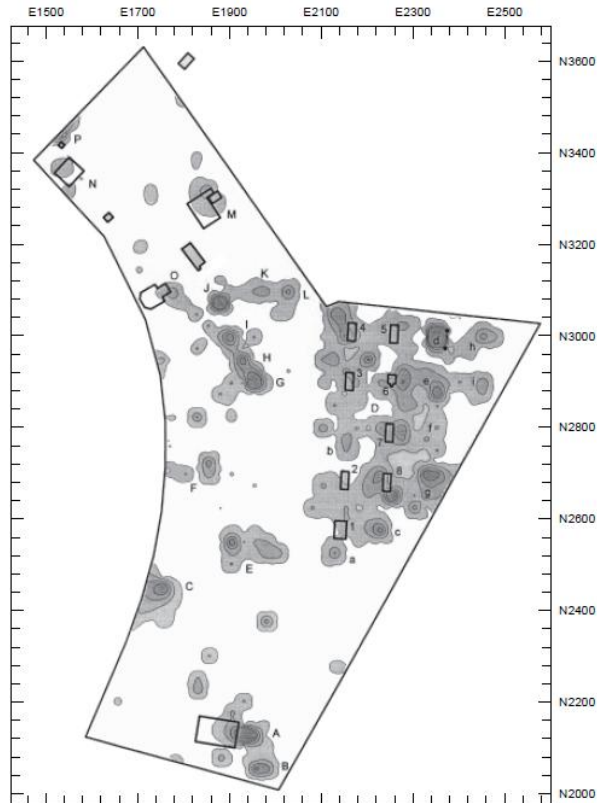 E1500 E1700 E1900 E2100 E2300 E2500
N3600
P
N3400
N
M
N3200
K
O J L
4 5
N3000
d h
I
H
3
G
6 e i
D
N2800
7 f
b
2 8
F
g
N2600
1 c
a
E
C
N2400
N2200
A
B
N2000